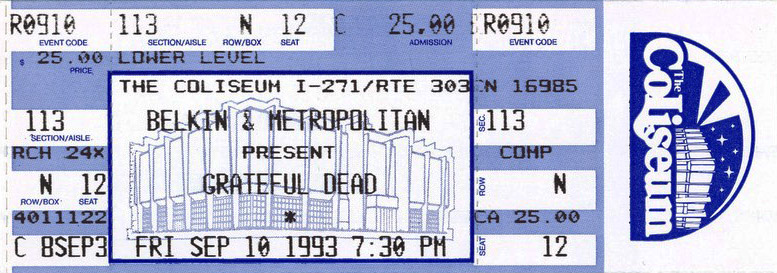 R0910 113 N 12 C 25.00 R0910
EVENT CODE SECTION/AISLE ROW/BOX SEAT ADMISSION EVENT CODE
$ 25.00 LOWER LEVEL
PRICE
THE COLISEUM I-271/RTE 303 CN 16985
113 BELKIN & METROPOLITAN SEC. 113
SECTION/AISLE
RCH 24X PRESENT COMP
N 12 GRATEFUL DEAD ROW N
ROW/BOX SEAT
4011122 * CA 25.00
C 8SEP3 FRI SEP 10 1993 7:30 PM SEAT 12
The Coliseum